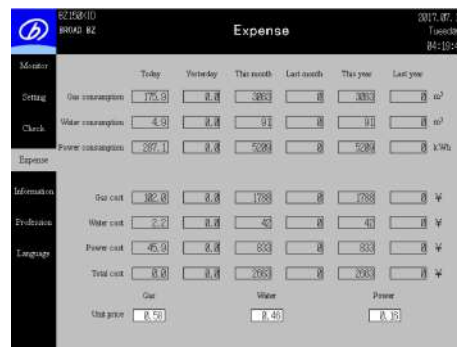 BZ150XID
BROAD BZ
Expense
2017.07.
Tuesda
04:19:4
Monitor
Setting
Check
Expense
Information
Profession
Language
Today Yesterday This month Last month This year Last year
Gas consumption 175.9 0.0 3083 0 3083 0 m³
Water consumption 4.9 0.0 91 0 91 0 m³
Power consumption 287.1 0.0 5209 0 5209 0 kWh
Gas cost 102.0 0.0 1788 0 1788 0 ¥
Water cost 2.2 0.0 42 0 42 0 ¥
Power cost 45.9 0.0 833 0 833 0 ¥
Total cost 0.0 0.0 2663 0 2663 0 ¥
Gas Water Power
Unit price 0.58 0.46 0.16